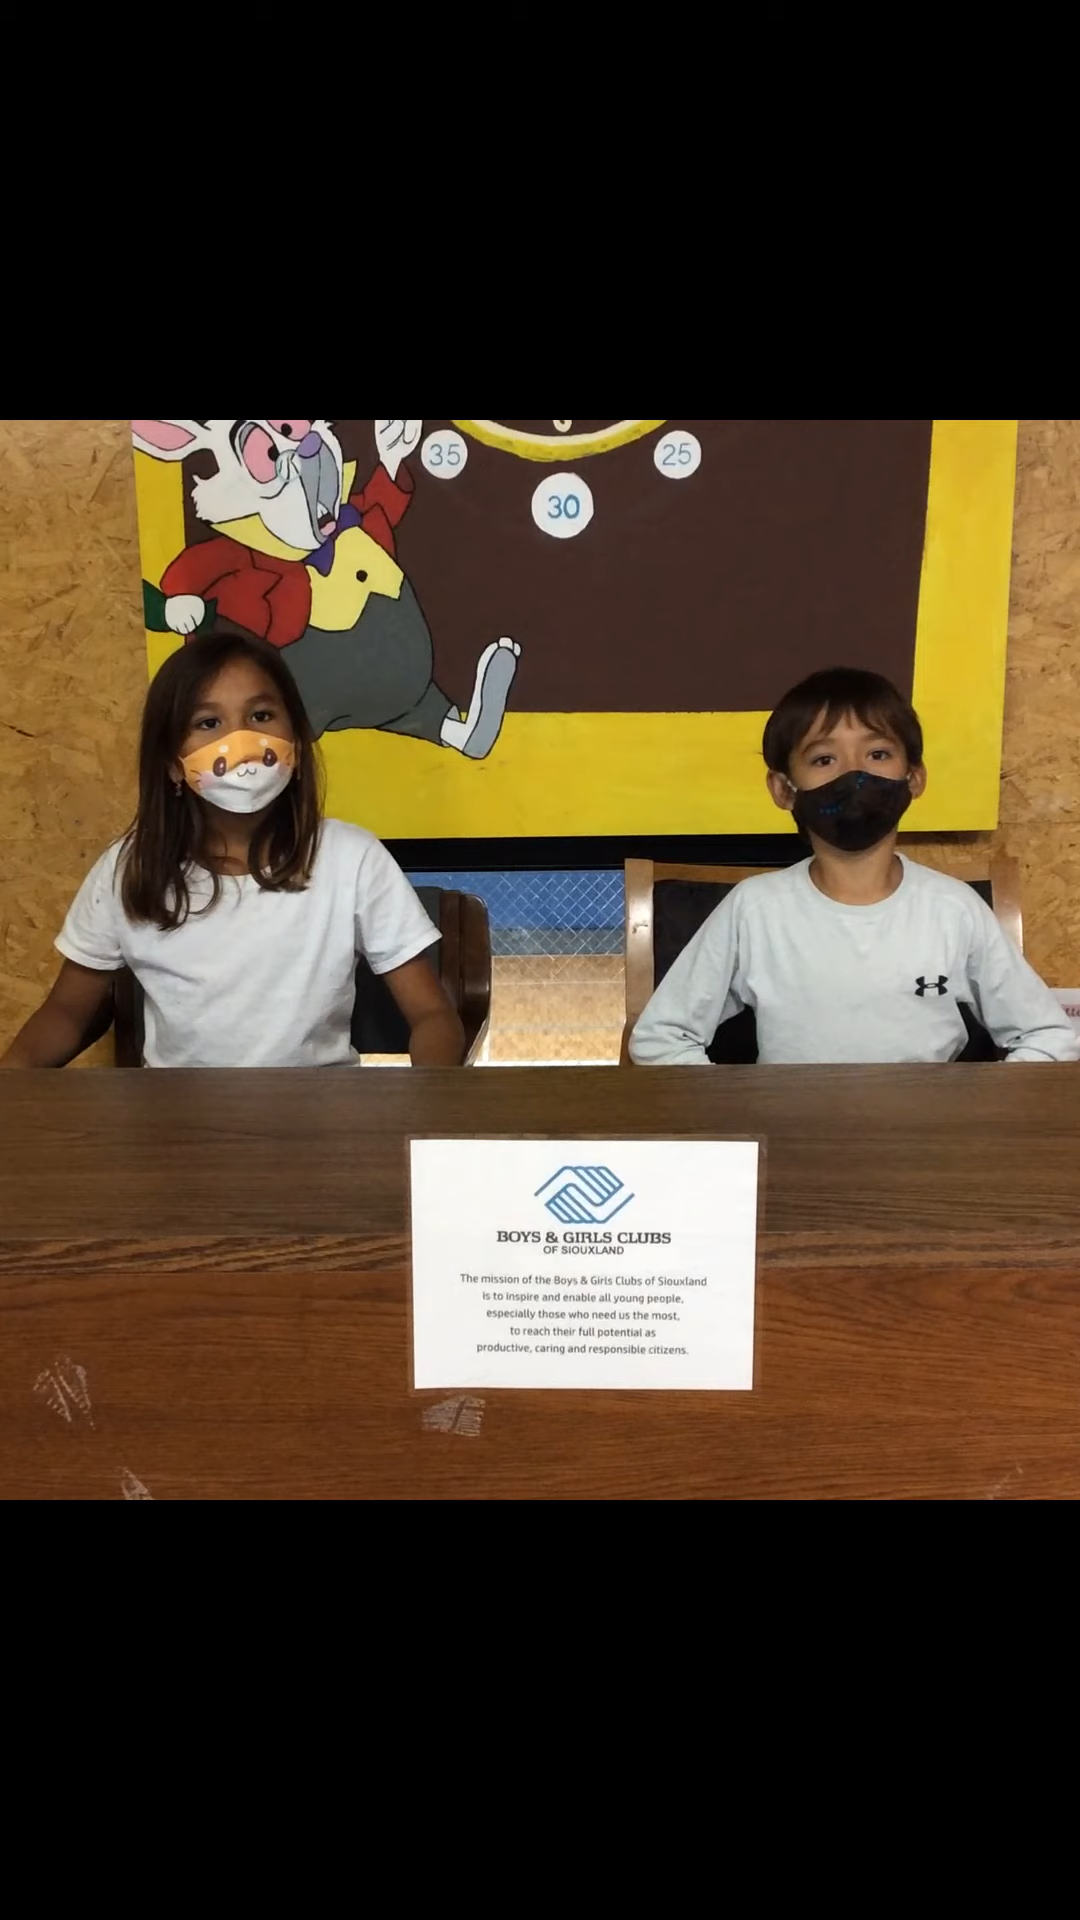 35
25
30
BOYS & GIRLS CLUBS
OF SIOUXLAND
The mission of the Boys & Girls Clubs of Siouxland
is to inspire and enable all young people,
especially those who need us the most,
to reach their full potential as
productive, caring and responsible citizens.